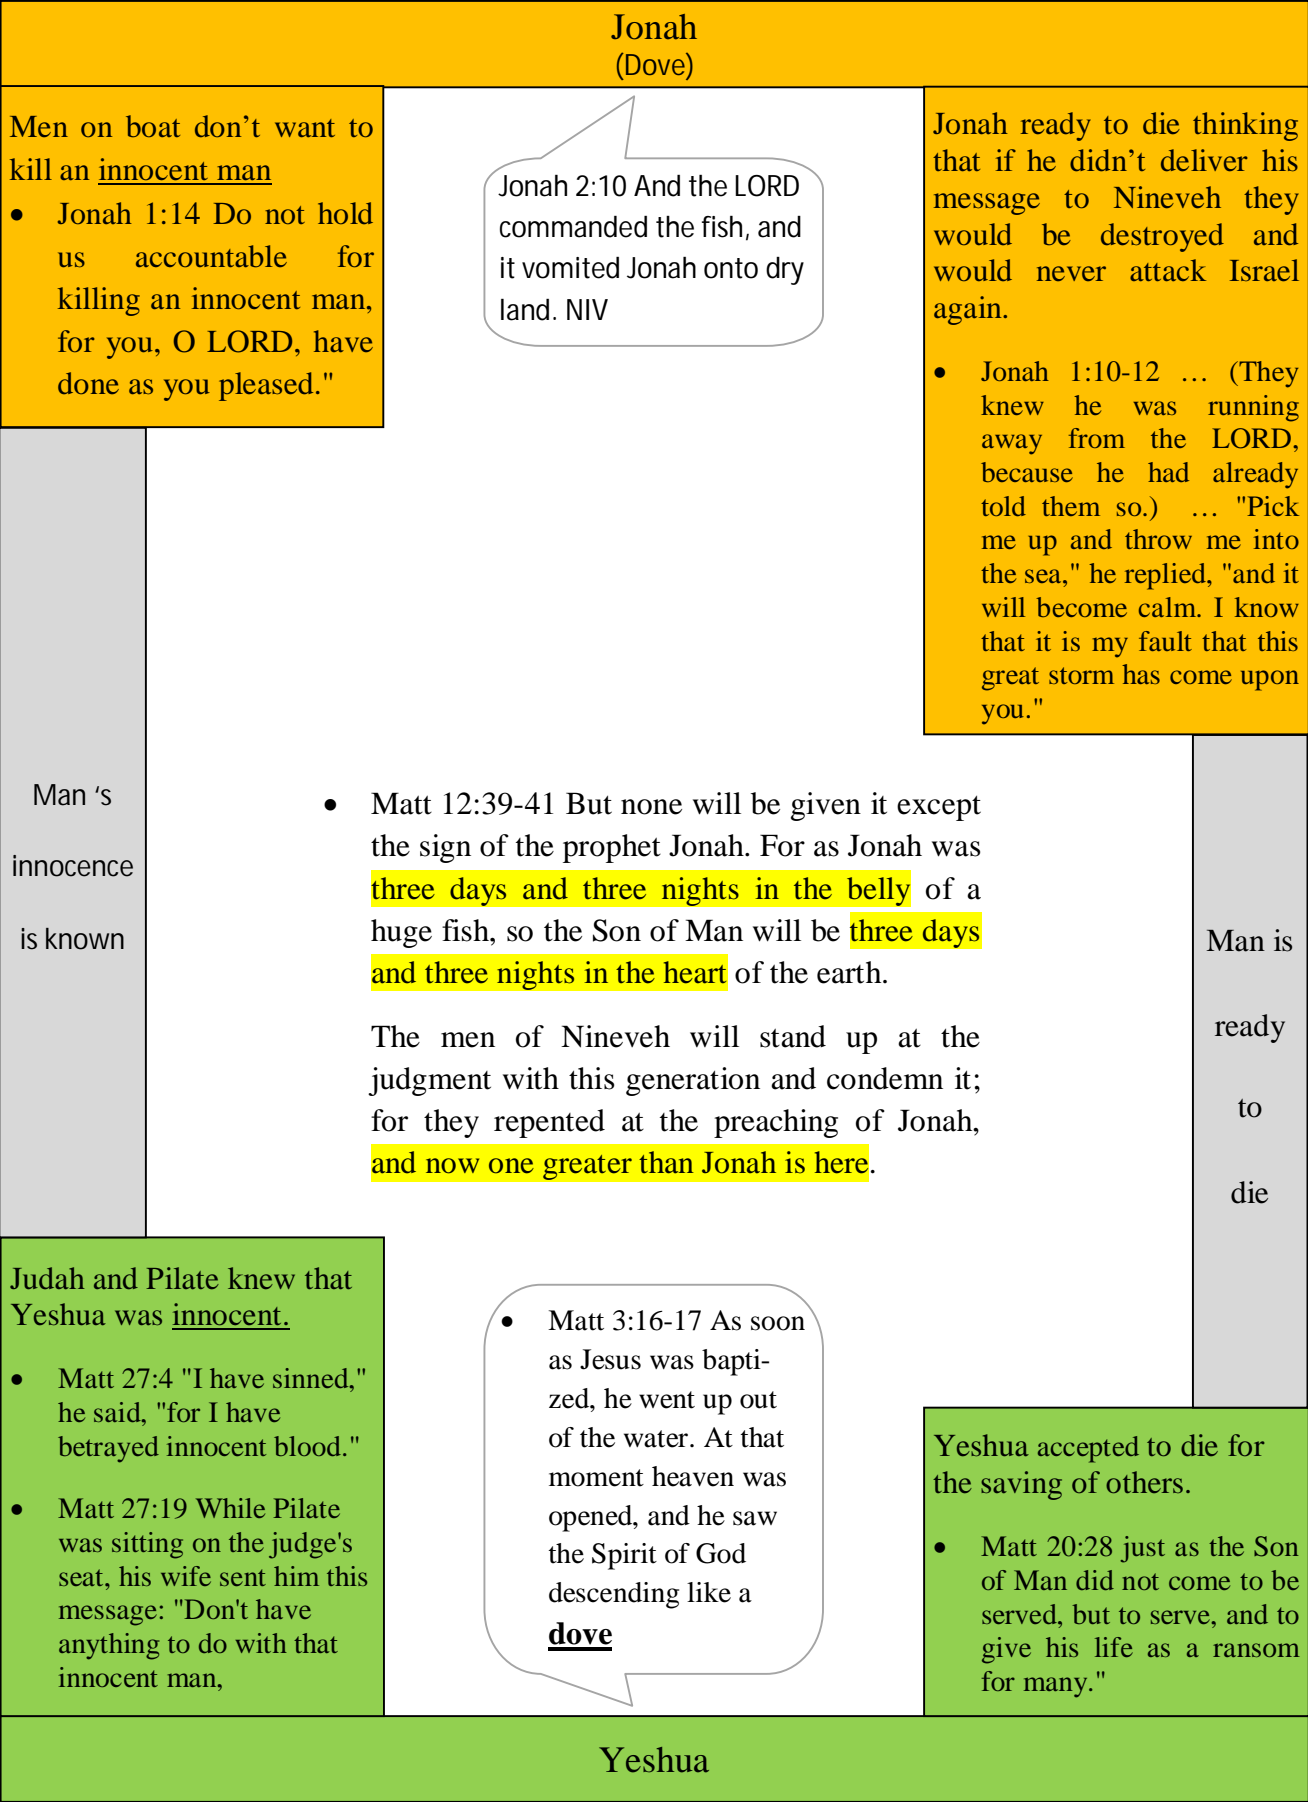 Jonah
(Dove)
Men on boat don’t want to
kill an innocent man
• Jonah 1:14 Do not hold
us accountable for
killing an innocent man,
for you, O LORD, have
done as you pleased."
Jonah 2:10 And the LORD
commanded the fish, and
it vomited Jonah onto dry
land. NIV
Jonah ready to die thinking
that if he didn’t deliver his
message to Nineveh they
would be destroyed and
would never attack Israel
again.
• Jonah 1:10-12 … (They
knew he was running
away from the LORD,
because he had already
told them so.) … "Pick
me up and throw me into
the sea," he replied, "and it
will become calm. I know
that it is my fault that this
great storm has come upon
you."
Man ‘s
innocence
is known
• Matt 12:39-41 But none will be given it except
the sign of the prophet Jonah. For as Jonah was
three days and three nights in the belly of a
huge fish, so the Son of Man will be three days
and three nights in the heart of the earth.
The men of Nineveh will stand up at the
judgment with this generation and condemn it;
for they repented at the preaching of Jonah,
and now one greater than Jonah is here.
Man is
ready
to
die
Judah and Pilate knew that
Yeshua was innocent.
• Matt 27:4 "I have sinned,"
he said, "for I have
betrayed innocent blood."
• Matt 27:19 While Pilate
was sitting on the judge's
seat, his wife sent him this
message: "Don't have
anything to do with that
innocent man,
• Matt 3:16-17 As soon
as Jesus was bapti-
zed, he went up out
of the water. At that
moment heaven was
opened, and he saw
the Spirit of God
descending like a
dove
Yeshua accepted to die for
the saving of others.
• Matt 20:28 just as the Son
of Man did not come to be
served, but to serve, and to
give his life as a ransom
for many."
Yeshua